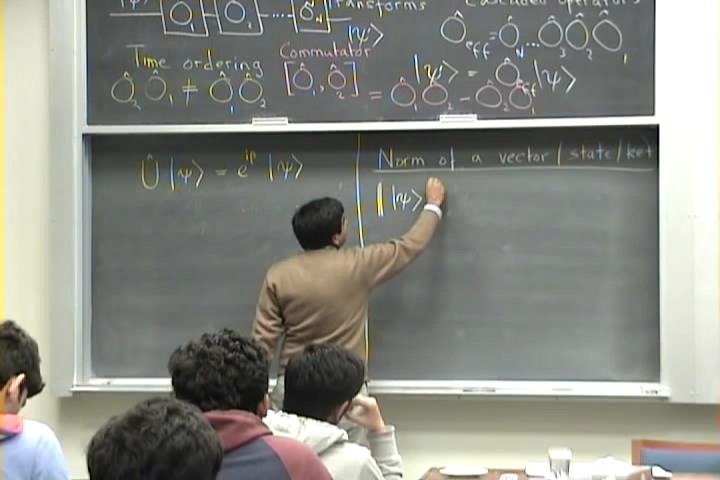 |ψ⟩ Ô₁ Ô₂ .... Ô_N |ψ⟩
Transforms
Cascaded operators
Ô_eff = Ô_N ... Ô₃ Ô₂ Ô₁
|ψ⟩ = Ô_eff |ψ⟩
Time ordering
Ô₂ Ô₁ ≠ Ô₁ Ô₂
Commutator
[Ô₁, Ô₂] = Ô₁ Ô₂ - Ô₂ Ô₁
Û |ψ⟩ = e^{iφ} |ψ⟩
Norm of a vector / state / ket
‖ |ψ⟩